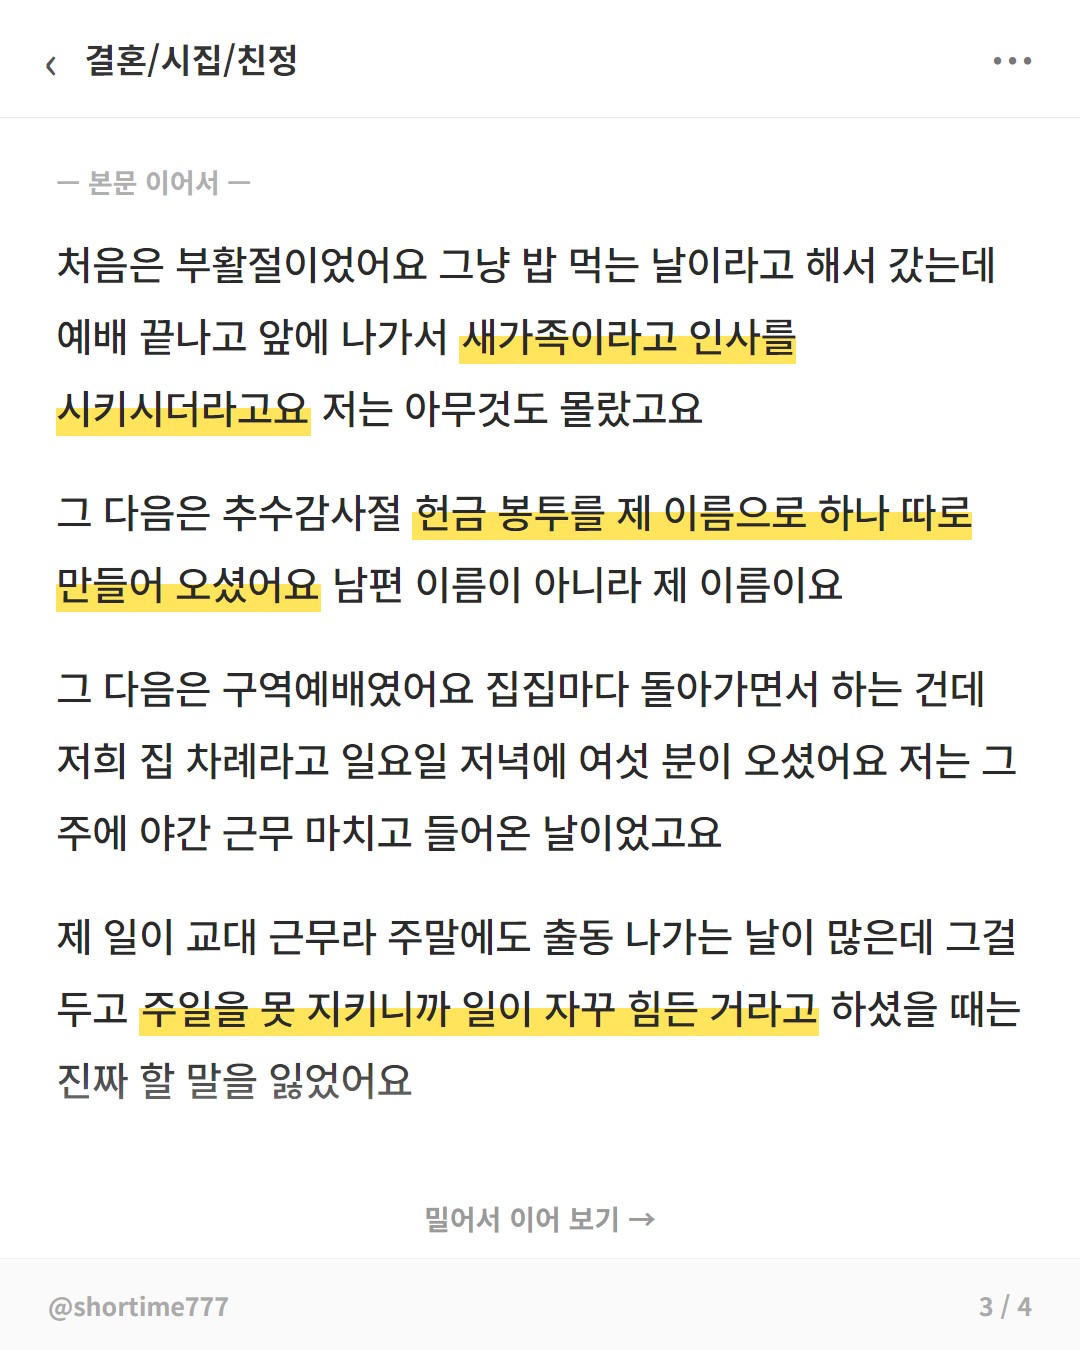 ‹ 결혼/시집/친정 •••
— 본문 이어서 —
처음은 부활절이었어요 그냥 밥 먹는 날이라고 해서 갔는데
예배 끝나고 앞에 나가서 새가족이라고 인사를
시키시더라고요 저는 아무것도 몰랐고요
그 다음은 추수감사절 헌금 봉투를 제 이름으로 하나 따로
만들어 오셨어요 남편 이름이 아니라 제 이름이요
그 다음은 구역예배였어요 집집마다 돌아가면서 하는 건데
저희 집 차례라고 일요일 저녁에 여섯 분이 오셨어요 저는 그
주에 야간 근무 마치고 들어온 날이었고요
제 일이 교대 근무라 주말에도 출동 나가는 날이 많은데 그걸
두고 주일을 못 지키니까 일이 자꾸 힘든 거라고 하셨을 때는
진짜 할 말을 잃었어요
밀어서 이어 보기 →
@shortime777
3 / 4